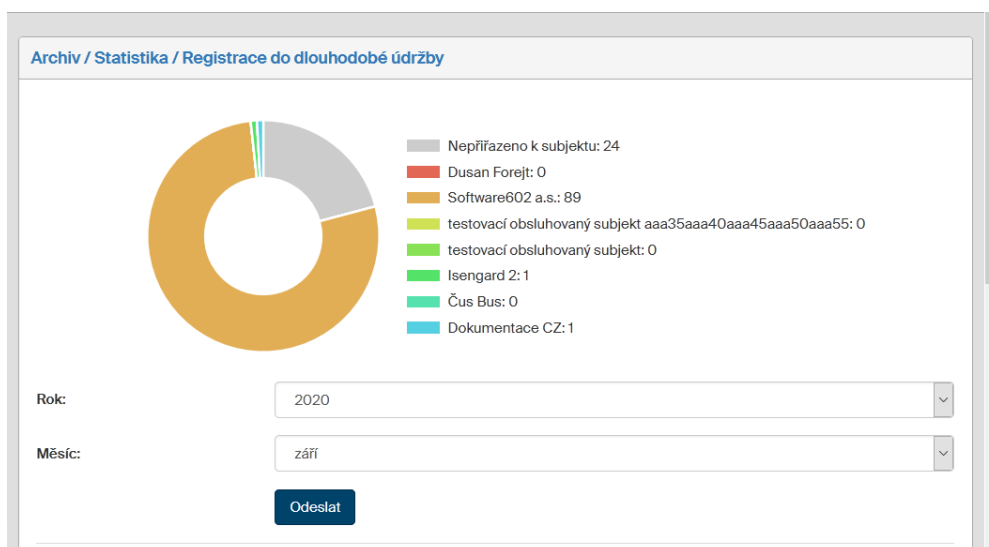 Archiv / Statistika / Registrace do dlouhodobé údržby
Nepřiřazeno k subjektu: 24
Dusan Forejt: 0
Software602 a.s.: 89
testovací obsluhovaný subjekt aaa35aaa40aaa45aaa50aaa55: 0
testovací obsluhovaný subjekt: 0
Isengard 2: 1
Čus Bus: 0
Dokumentace CZ: 1
Rok: 2020
Měsíc: září
Odeslat